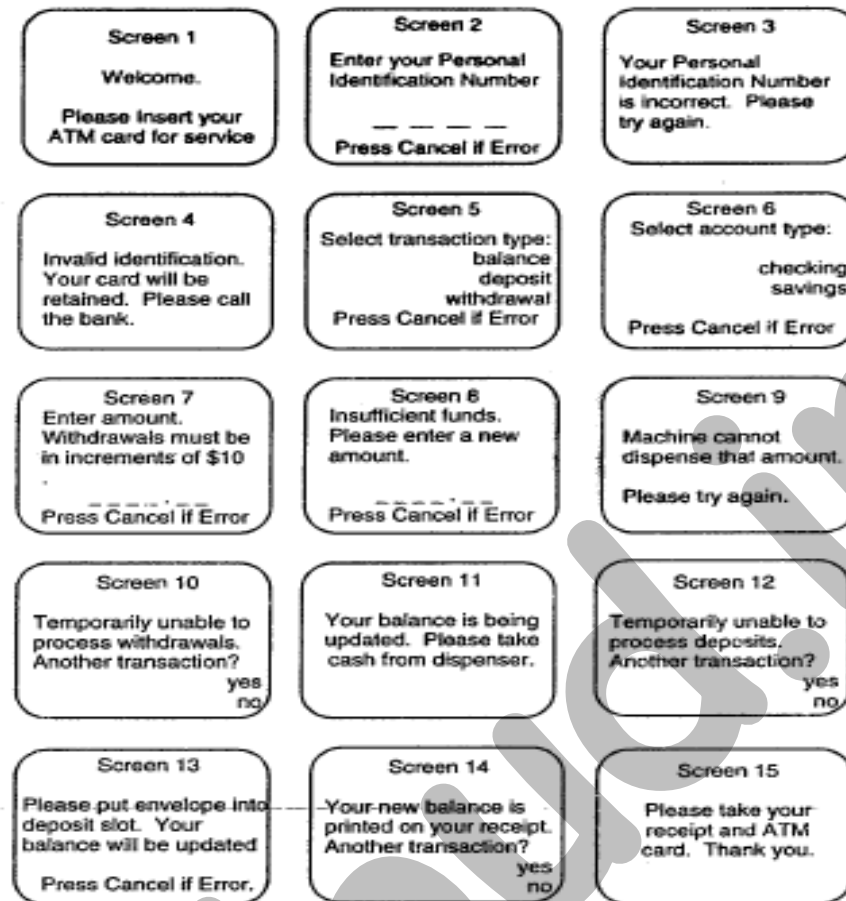 Screen 1
Welcome.
Please Insert your
ATM card for service
Screen 2
Enter your Personal
Identification Number
_ _ _ _
Press Cancel if Error
Screen 3
Your Personal
Identification Number
is incorrect. Please
try again.
Screen 4
Invalid identification.
Your card will be
retained. Please call
the bank.
Screen 5
Select transaction type:
balance
deposit
withdrawal
Press Cancel if Error
Screen 6
Select account type:
checking
savings
Press Cancel if Error
Screen 7
Enter amount.
Withdrawals must be
in increments of $10
.
_ _ _ _ . _ _
Press Cancel if Error
Screen 8
Insufficient funds.
Please enter a new
amount.
_ _ _ _ . _ _
Press Cancel if Error
Screen 9
Machine cannot
dispense that amount.
Please try again.
Screen 10
Temporarily unable to
process withdrawals.
Another transaction?
yes
no
Screen 11
Your balance is being
updated. Please take
cash from dispenser.
Screen 12
Temporarily unable to
process deposits.
Another transaction?
yes
no
Screen 13
Please put envelope into
deposit slot. Your
balance will be updated
Press Cancel if Error.
Screen 14
Your new balance is
printed on your receipt.
Another transaction?
yes
no
Screen 15
Please take your
receipt and ATM
card. Thank you.